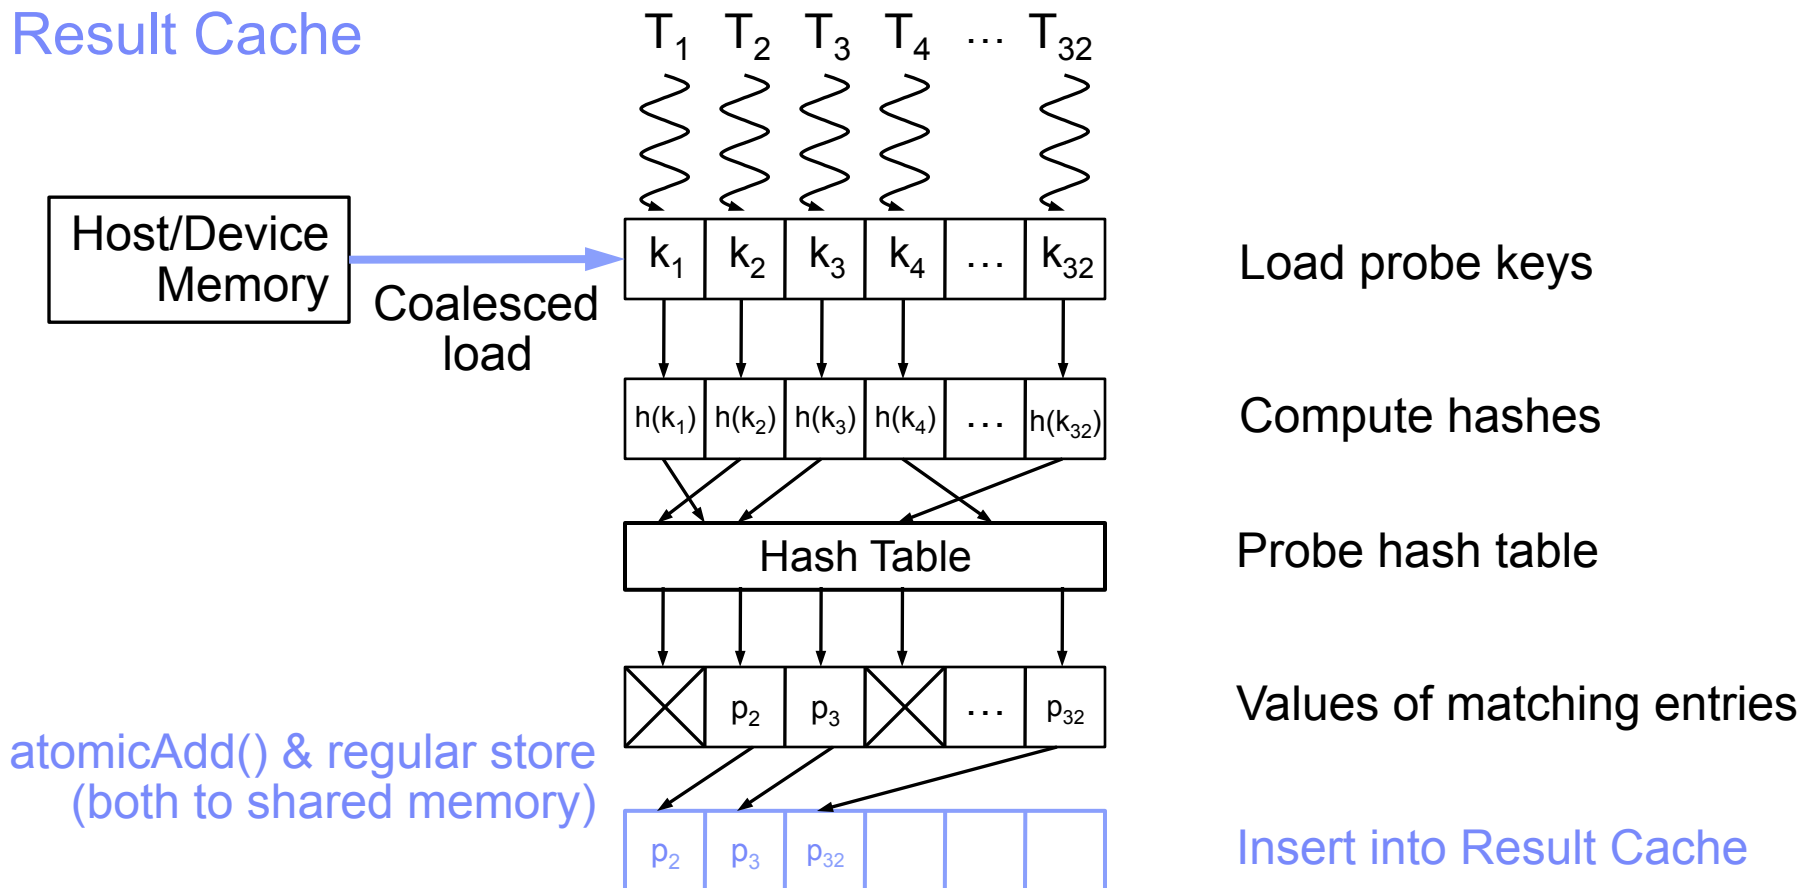 Result Cache
T1 T2 T3 T4 ... T32
Host/Device
Memory
Coalesced
load
k1 k2 k3 k4 ... k32
Load probe keys
h(k1) h(k2) h(k3) h(k4) ... h(k32)
Compute hashes
Hash Table
Probe hash table
p2 p3 ... p32
Values of matching entries
atomicAdd() & regular store
(both to shared memory)
p2 p3 p32
Insert into Result Cache